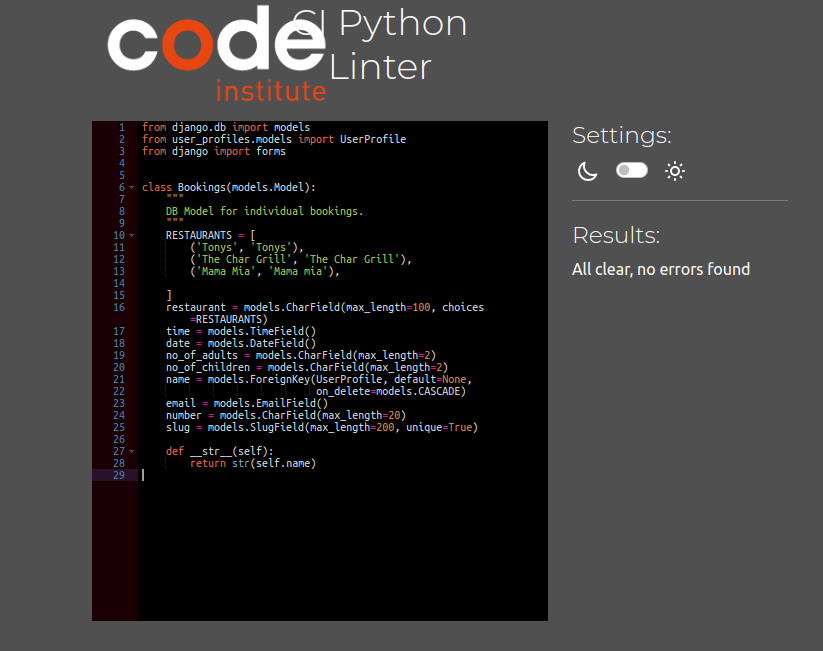 code
institute
CI Python
Linter
1 from django.db import models
2 from user_profiles.models import UserProfile
3 from django import forms
4
5
6 class Bookings(models.Model):
7     """
8     DB Model for individual bookings.
9     """
10     RESTAURANTS = [
11         ('Tonys', 'Tonys'),
12         ('The Char Grill', 'The Char Grill'),
13         ('Mama Mia', 'Mama mia'),
14
15     ]
16     restaurant = models.CharField(max_length=100, choices
=RESTAURANTS)
17     time = models.TimeField()
18     date = models.DateField()
19     no_of_adults = models.CharField(max_length=2)
20     no_of_children = models.CharField(max_length=2)
21     name = models.ForeignKey(UserProfile, default=None,
22                              on_delete=models.CASCADE)
23     email = models.EmailField()
24     number = models.CharField(max_length=20)
25     slug = models.SlugField(max_length=200, unique=True)
26
27     def __str__(self):
28         return str(self.name)
29
Settings:
Results:
All clear, no errors found